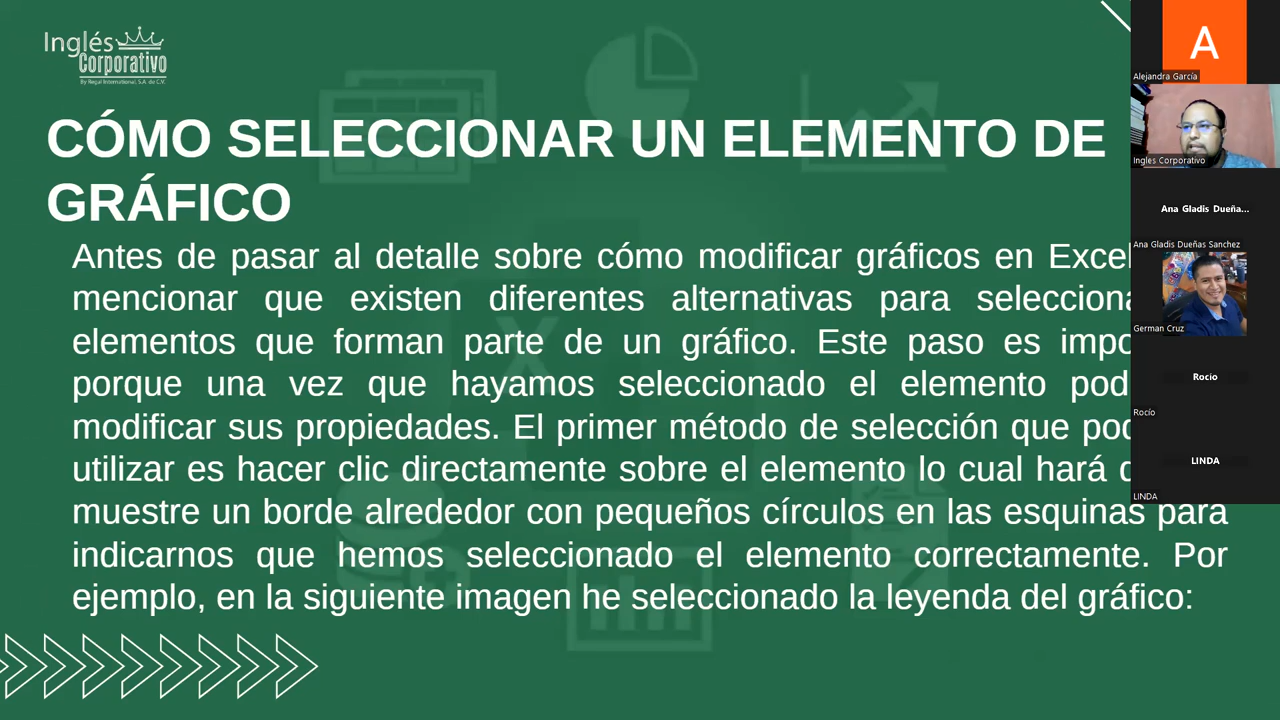 Inglés
Corporativo
By Regal International, S.A. de C.V.
CÓMO SELECCIONAR UN ELEMENTO DE
GRÁFICO
Antes de pasar al detalle sobre cómo modificar gráficos en Excel
mencionar que existen diferentes alternativas para
elementos que forman parte de un gráfico. Este paso es
porque una vez que hayamos seleccionado el elemento
modificar sus propiedades. El primer método de selección que
utilizar es hacer clic directamente sobre el elemento lo cual hará
muestre un borde alrededor con pequeños círculos en las esquinas para
indicarnos que hemos seleccionado el elemento correctamente. Por
ejemplo, en la siguiente imagen he seleccionado la leyenda del gráfico:
A
Alejandra García
Ingles Corporativo
Ana Gladis Dueña...
Ana Gladis Dueñas Sanchez
German Cruz
Rocío
Rocío
LINDA
LINDA